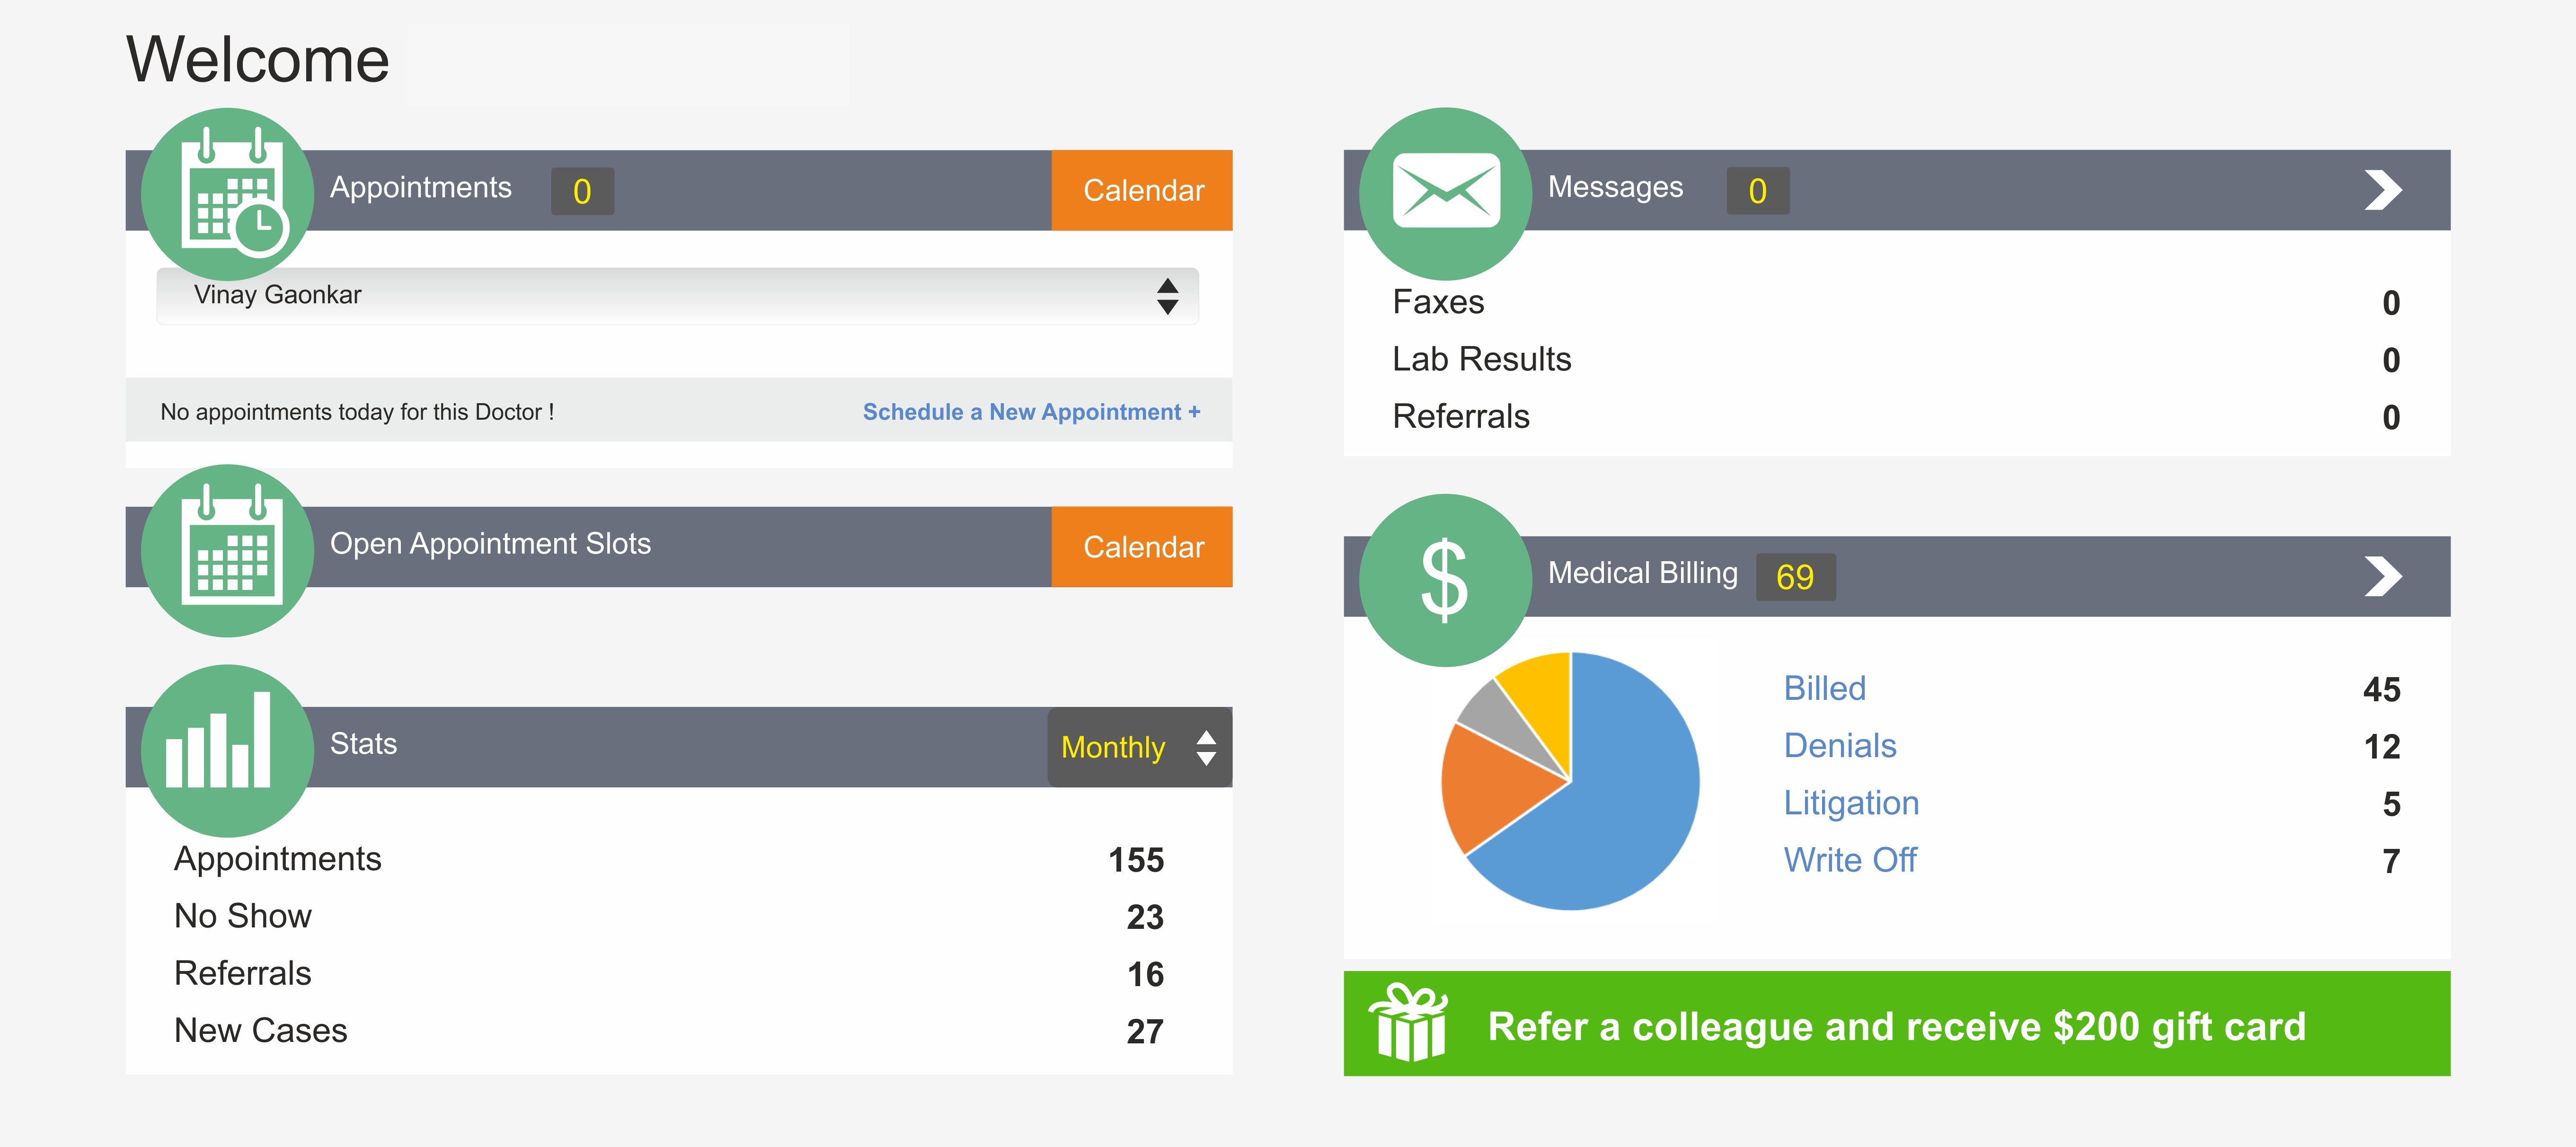 Welcome
Appointments 0 Calendar
Vinay Gaonkar
No appointments today for this Doctor ! Schedule a New Appointment +
Open Appointment Slots Calendar
Stats Monthly
Appointments 155
No Show 23
Referrals 16
New Cases 27
Messages 0
Faxes 0
Lab Results 0
Referrals 0
$
Medical Billing 69
Billed 45
Denials 12
Litigation 5
Write Off 7
Refer a colleague and receive $200 gift card